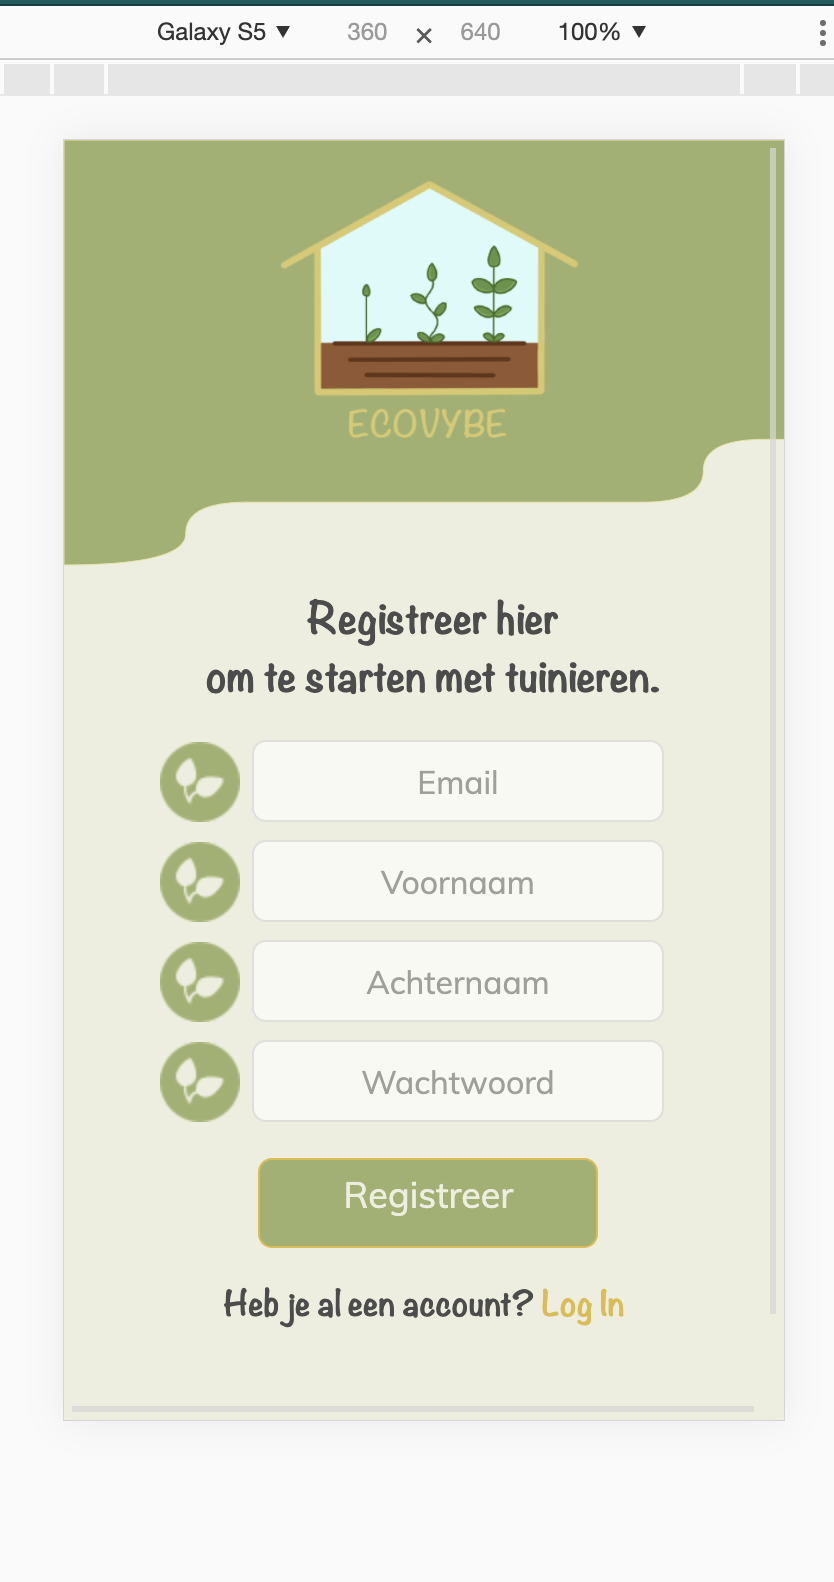 Galaxy S5 ▼ 360 × 640 100% ▼
ECOVYBE
Registreer hier
om te starten met tuinieren.
Email
Voornaam
Achternaam
Wachtwoord
Registreer
Heb je al een account? Log In